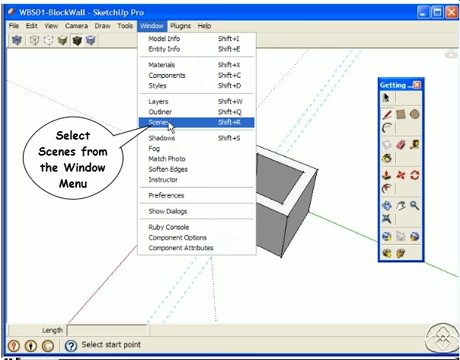 WBS01-BlockWall - SketchUp Pro
File Edit View Camera Draw Tools Window Plugins Help
Model Info Shift+I
Entity Info Shift+E
Materials Shift+X
Components Shift+C
Styles Shift+D
Layers Shift+W
Outliner Shift+Q
Scenes Shift+R
Shadows Shift+S
Fog
Match Photo
Soften Edges
Instructor
Preferences
Show Dialogs
Ruby Console
Component Options
Component Attributes
Select
Scenes from
the Window
Menu
Getting ...
Length
Select start point